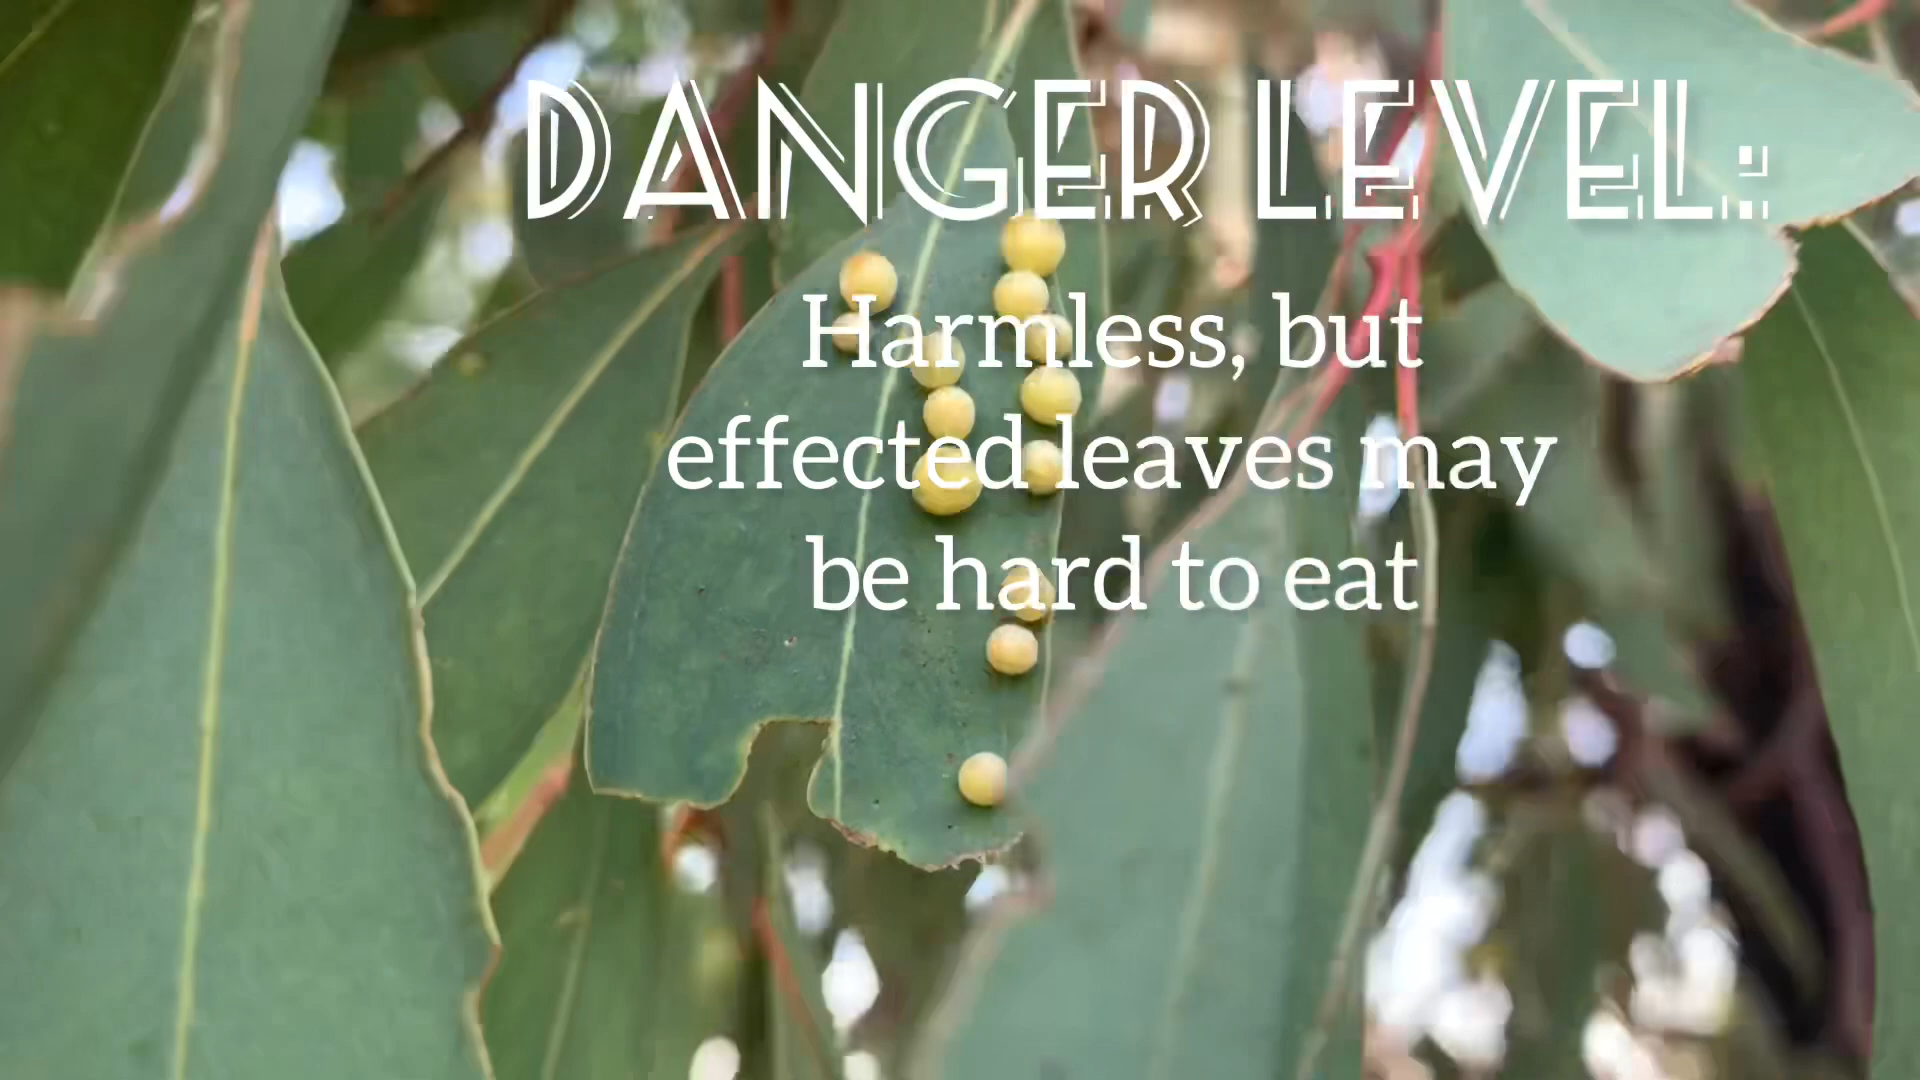 DANGER LEVEL:
Harmless, but
effected leaves may
be hard to eat